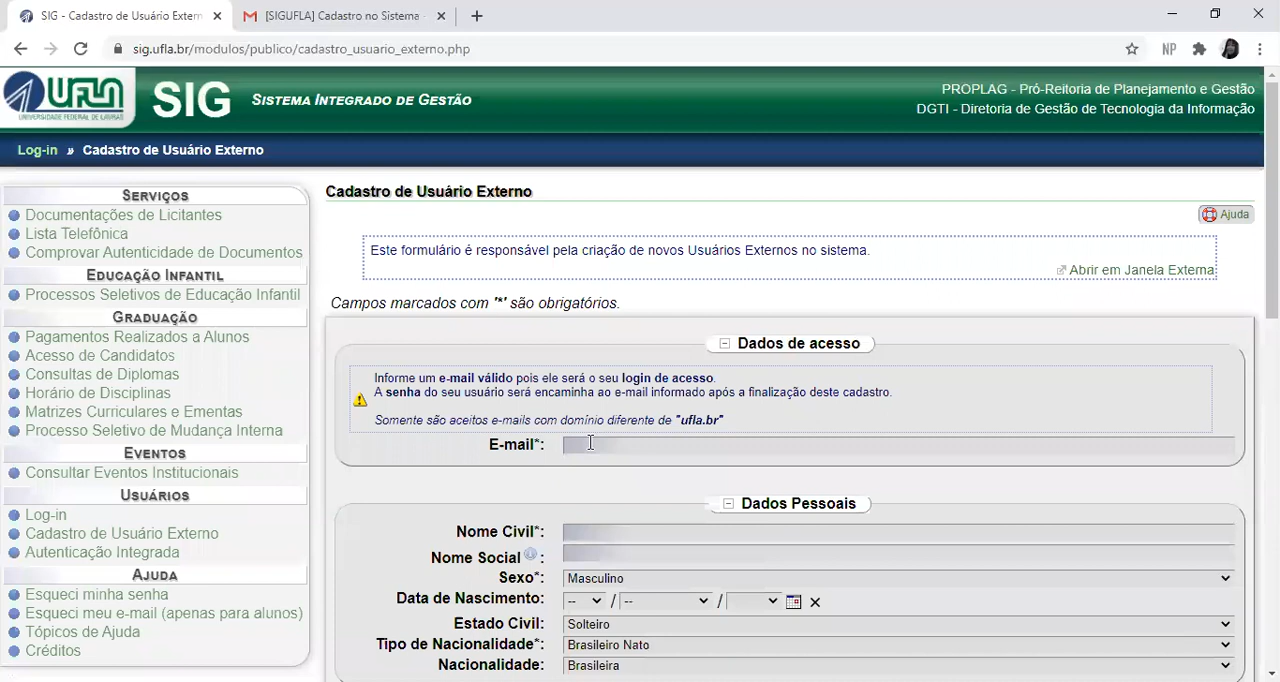 SIG - Cadastro de Usuário Extern
[SIGUFLA] Cadastro no Sistema
sig.ufla.br/modulos/publico/cadastro_usuario_externo.php
NP
UFLA
UNIVERSIDADE FEDERAL DE LAVRAS
SIG
SISTEMA INTEGRADO DE GESTÃO
PROPLAG - Pró-Reitoria de Planejamento e Gestão
DGTI - Diretoria de Gestão de Tecnologia da Informação
Log-in » Cadastro de Usuário Externo
SERVIÇOS
Documentações de Licitantes
Lista Telefônica
Comprovar Autenticidade de Documentos
EDUCAÇÃO INFANTIL
Processos Seletivos de Educação Infantil
GRADUAÇÃO
Pagamentos Realizados a Alunos
Acesso de Candidatos
Consultas de Diplomas
Horário de Disciplinas
Matrizes Curriculares e Ementas
Processo Seletivo de Mudança Interna
EVENTOS
Consultar Eventos Institucionais
USUÁRIOS
Log-in
Cadastro de Usuário Externo
Autenticação Integrada
AJUDA
Esqueci minha senha
Esqueci meu e-mail (apenas para alunos)
Tópicos de Ajuda
Créditos
Cadastro de Usuário Externo
Ajuda
Este formulário é responsável pela criação de novos Usuários Externos no sistema.
Abrir em Janela Externa
Campos marcados com '*' são obrigatórios.
Dados de acesso
Informe um e-mail válido pois ele será o seu login de acesso.
A senha do seu usuário será encaminha ao e-mail informado após a finalização deste cadastro.
Somente são aceitos e-mails com domínio diferente de "ufla.br"
E-mail*:
Dados Pessoais
Nome Civil*:
Nome Social :
Sexo*: Masculino
Data de Nascimento: -- / -- /
Estado Civil: Solteiro
Tipo de Nacionalidade*: Brasileiro Nato
Nacionalidade: Brasileira